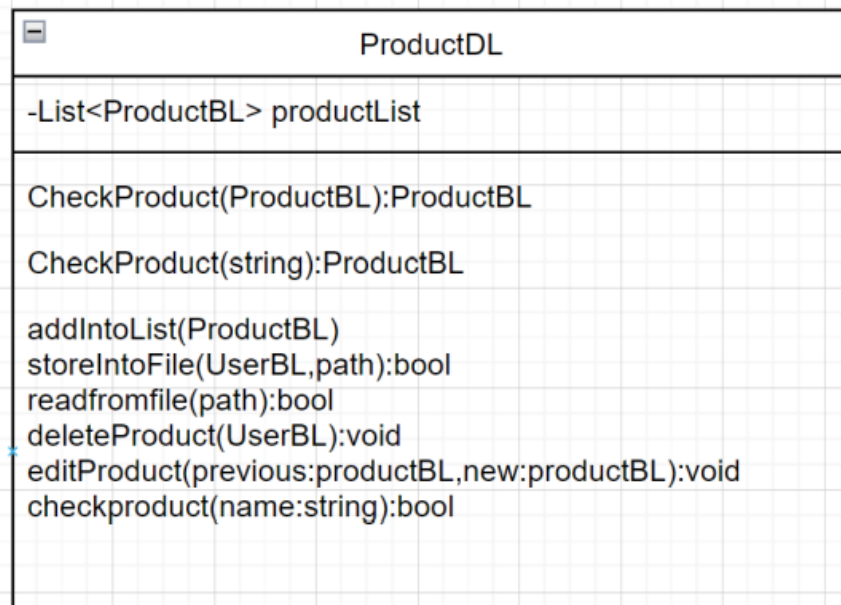 ProductDL
-List<ProductBL> productList
CheckProduct(ProductBL):ProductBL
CheckProduct(string):ProductBL
addIntoList(ProductBL)
storeIntoFile(UserBL,path):bool
readfromfile(path):bool
deleteProduct(UserBL):void
editProduct(previous:productBL,new:productBL):void
checkproduct(name:string):bool